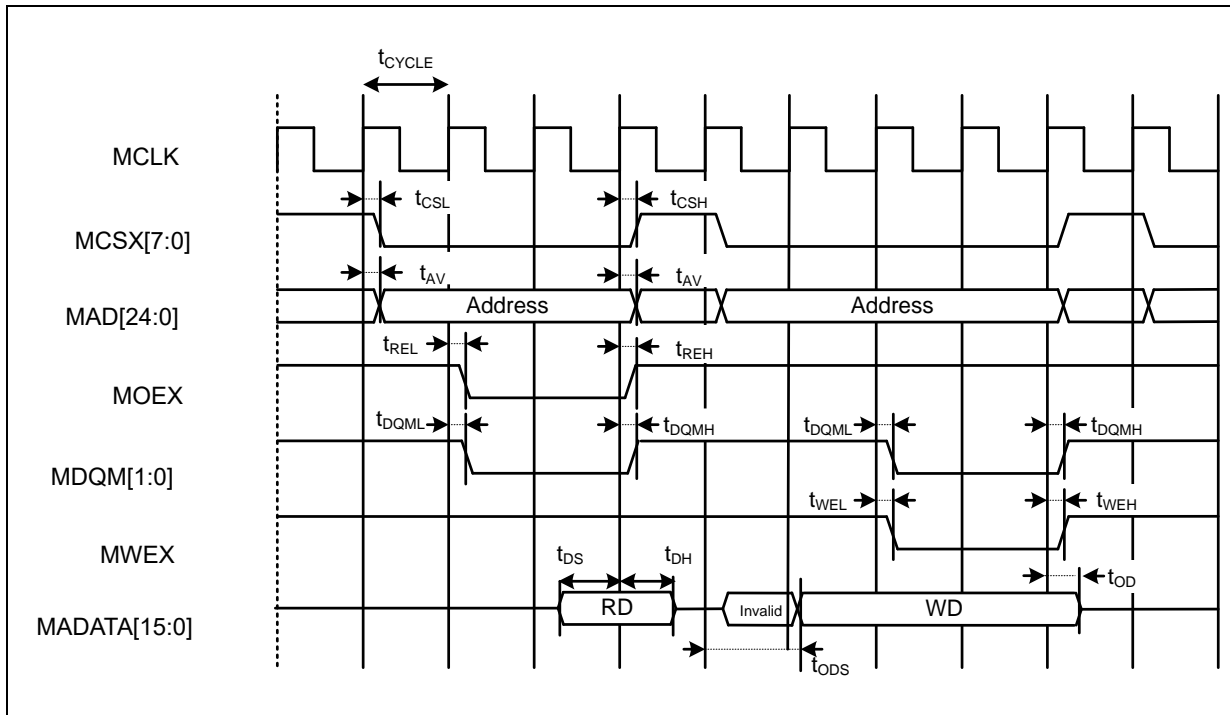 tCYCLE
MCLK
tCSL tCSH
MCSX[7:0]
tAV tAV
MAD[24:0] Address Address
tREL tREH
MOEX
tDQML tDQMH tDQML tDQMH
MDQM[1:0]
tWEL tWEH
MWEX
tDS tDH tOD
MADATA[15:0] RD Invalid WD
tODS